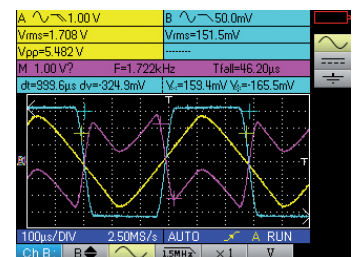 A 1.00 V B 50.0mV
Vrms=1.708 V Vrms=151.5mV
Vpp=5.482 V --------
M 1.00 V? F=1.722kHz Tfall=46.20µs
dt=999.6µs dv=-324.9mV 159.4mV -165.5mV
T
T
100µs/DIV 2.50MS/s AUTO A RUN
Ch B: B 1.5MHz ×1 V